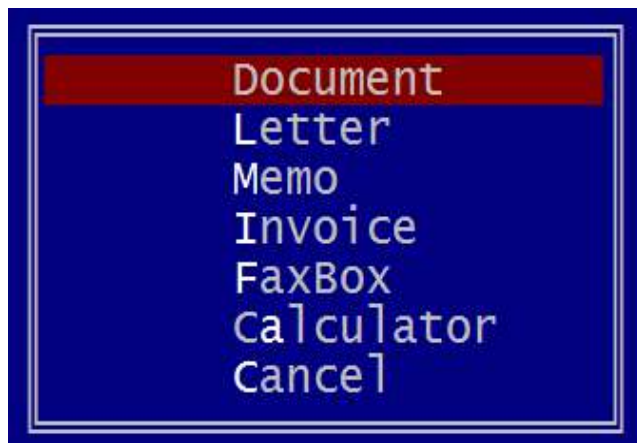 Document
Letter
Memo
Invoice
FaxBox
Calculator
Cancel